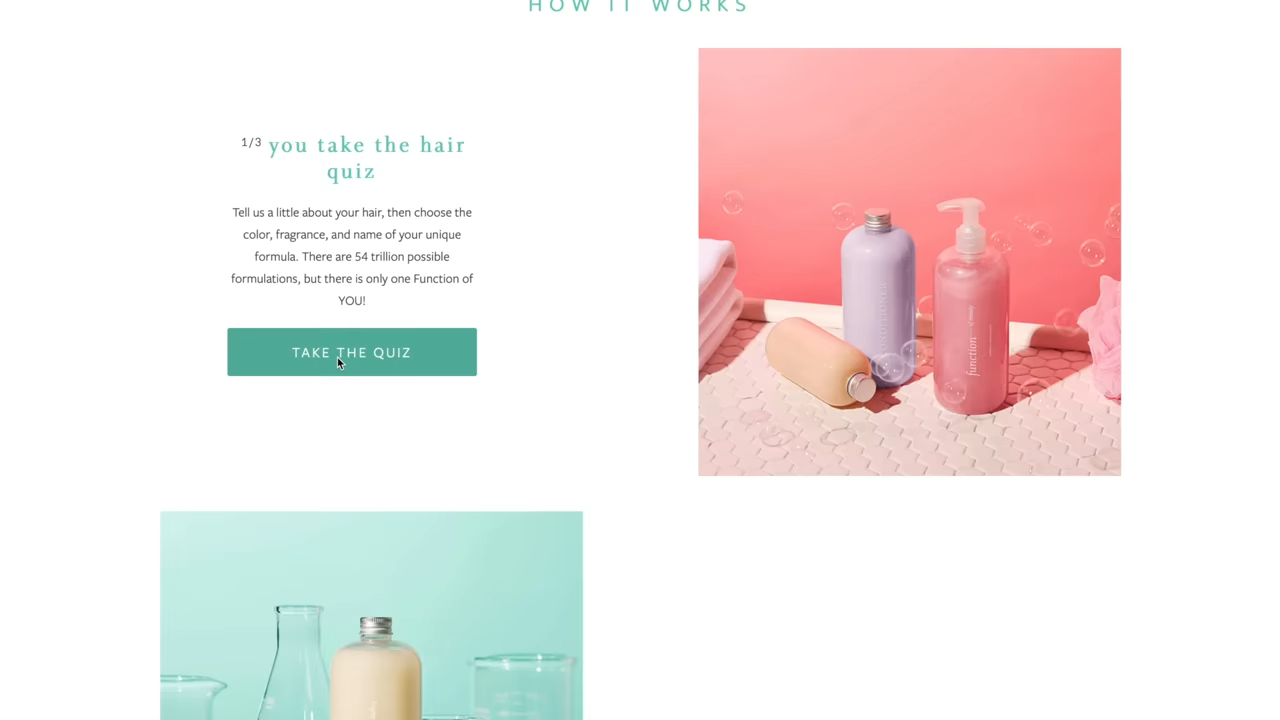 HOW IT WORKS
1/3 you take the hair
quiz
Tell us a little about your hair, then choose the
color, fragrance, and name of your unique
formula. There are 54 trillion possible
formulations, but there is only one Function of
YOU!
TAKE THE QUIZ
function